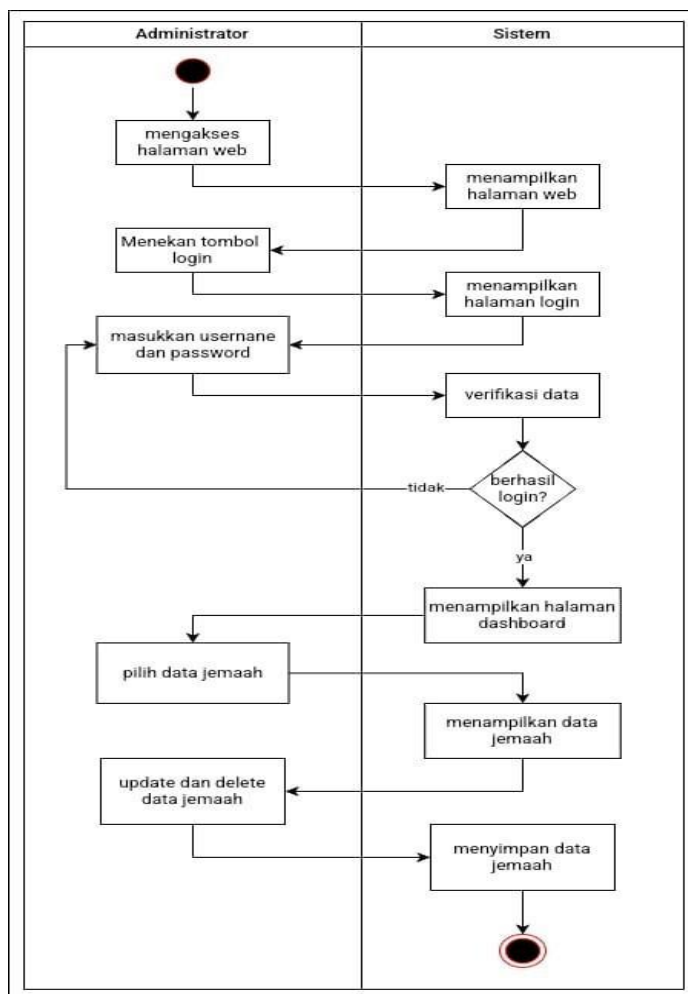 Administrator
Sistem
mengakses
halaman web
menampilkan
halaman web
Menekan tombol
login
menampilkan
halaman login
masukkan usernane
dan password
verifikasi data
berhasil
login?
tidak
ya
menampilkan halaman
dashboard
pilih data jemaah
menampilkan data
jemaah
update dan delete
data jemaah
menyimpan data
jemaah